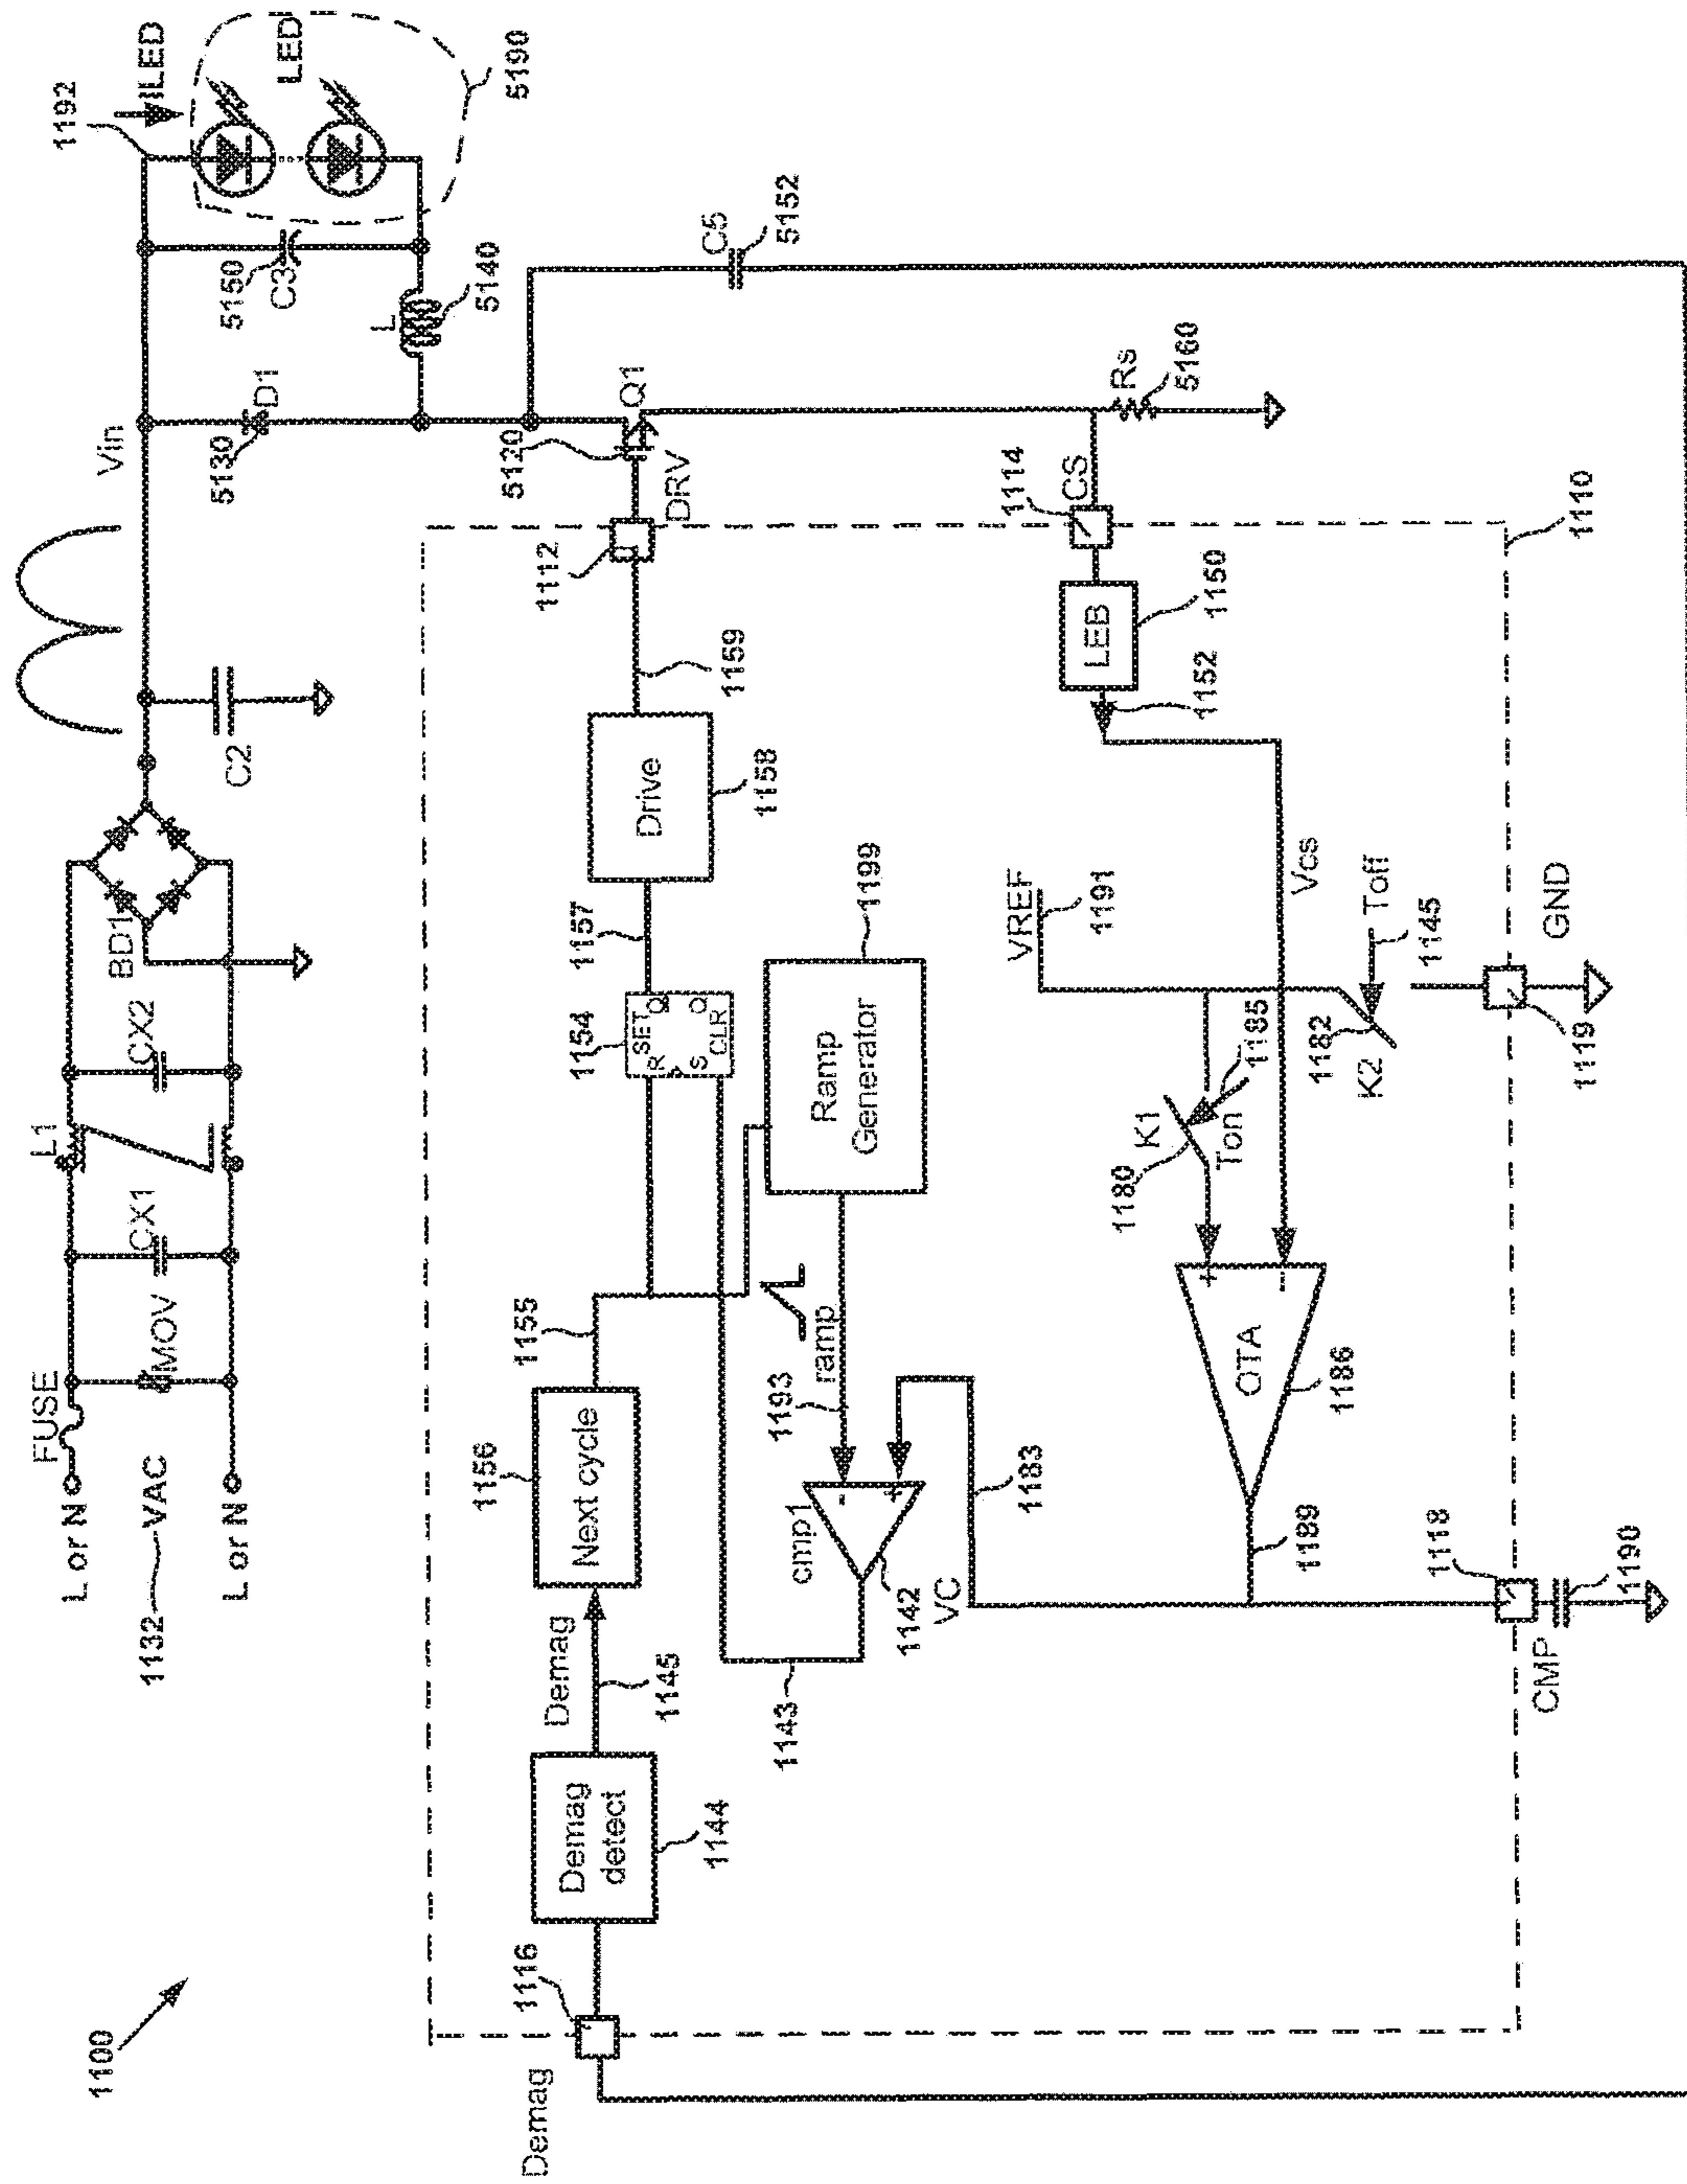 1100
L or N
FUSE
MOV
CX1
L1
CX2
BD1
C2
Vin
1132
VAC
L or N
1192
ILED
LED
5190
5150
C3
L
5140
5130
D1
5120
Q1
C5
5152
Rs
5160
Demag
1116
Demag
detect
1144
Demag
1145
1156
Next cycle
1155
1154
R
SET
Q
S
CLR
Q
1157
Drive
1158
1159
1112
DRV
1143
cmp1
-
+
1142
1193
ramp
Ramp
Generator
1199
VC
1183
OTA
+
-
1186
1189
1180
K1
Ton
1185
VREF
1191
Vcs
1182
K2
Toff
1145
LEB
1150
1152
1114
CS
1110
1118
CMP
1190
1119
GND